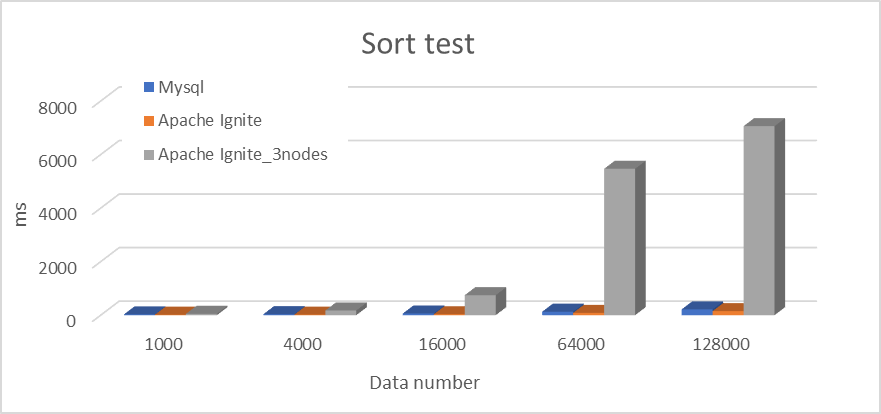 Sort test
Mysql
Apache Ignite
Apache Ignite_3nodes
8000
6000
4000
2000
0
ms
1000 4000 16000 64000 128000
Data number